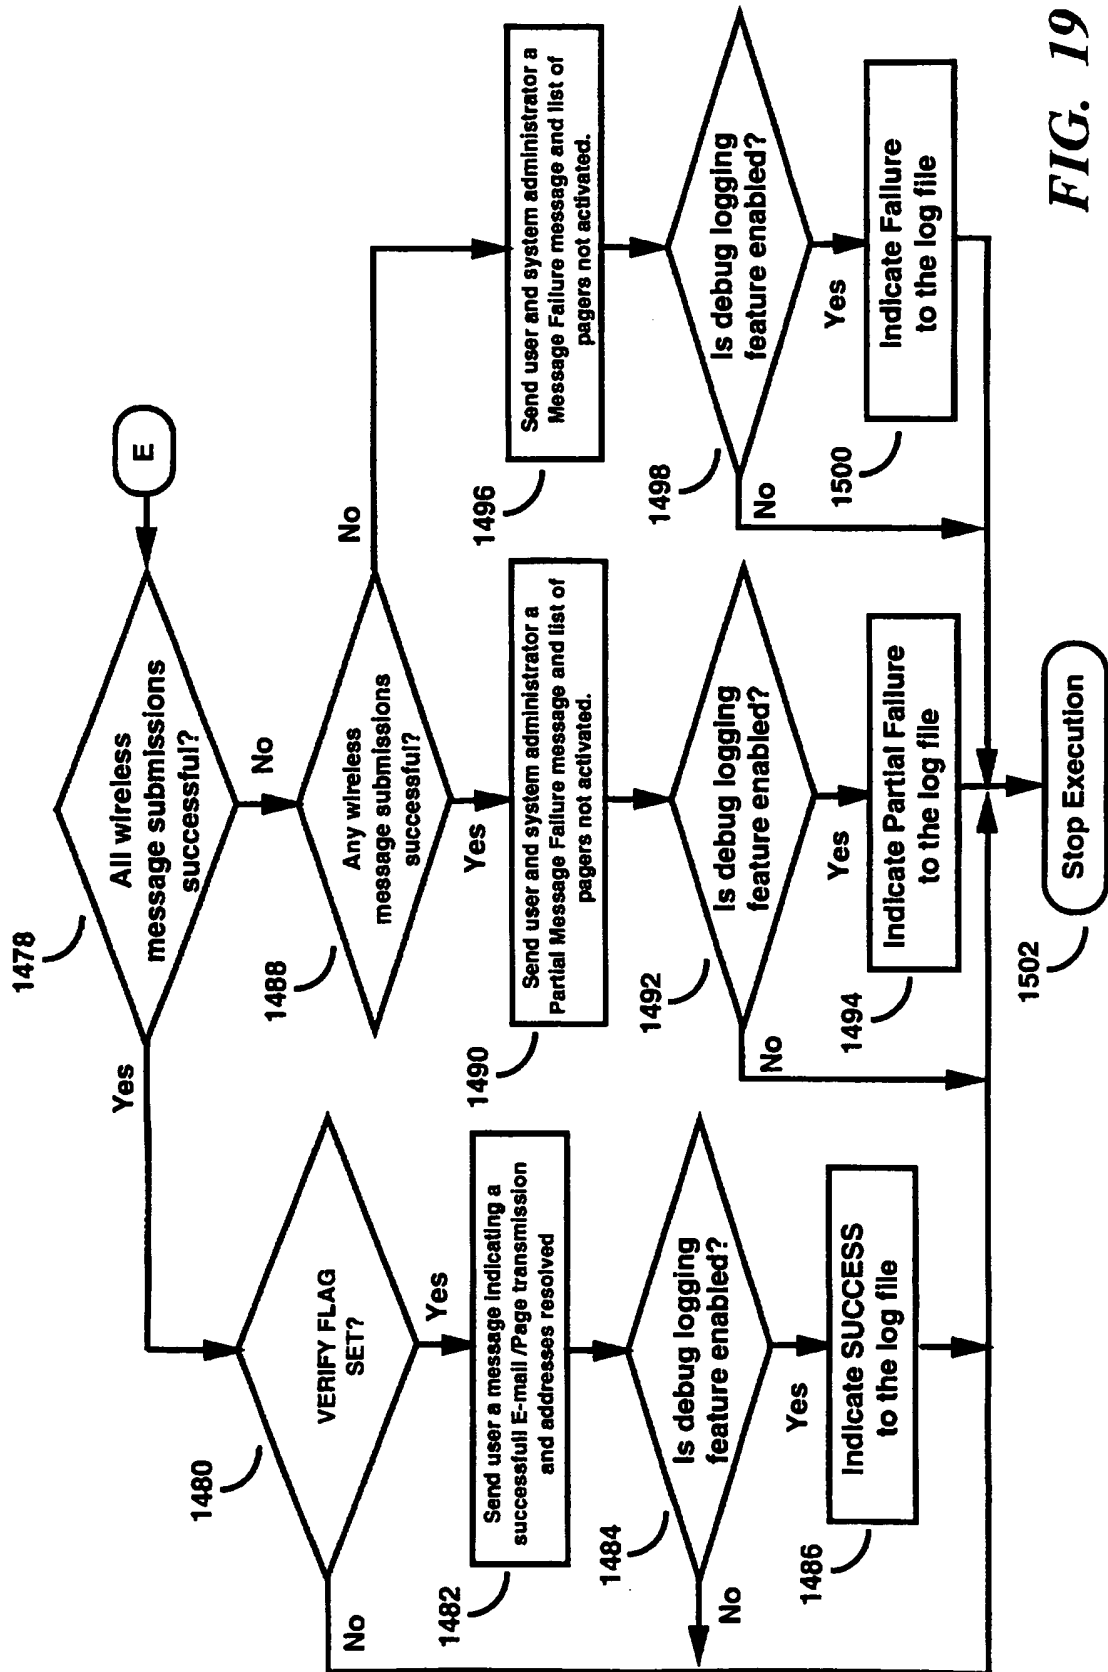 E
All wireless
message submissions
successful?
1478
Yes
No
VERIFY FLAG
SET?
1480
Yes
No
Send user a message indicating a
successfull E-mail /Page transmission
and addresses resolved
1482
Is debug logging
feature enabled?
1484
No
Yes
Indicate SUCCESS
to the log file
1486
Any wireless
message submissions
successful?
1488
No
Yes
Send user and system administrator a
Partial Message Failure message and list of
pagers not activated.
1490
Is debug logging
feature enabled?
1492
No
Yes
Indicate Partial Failure
to the log file
1494
Send user and system administrator a
Message Failure message and list of
pagers not activated.
1496
Is debug logging
feature enabled?
1498
No
Yes
Indicate Failure
to the log file
1500
Stop Execution
1502
FIG. 19